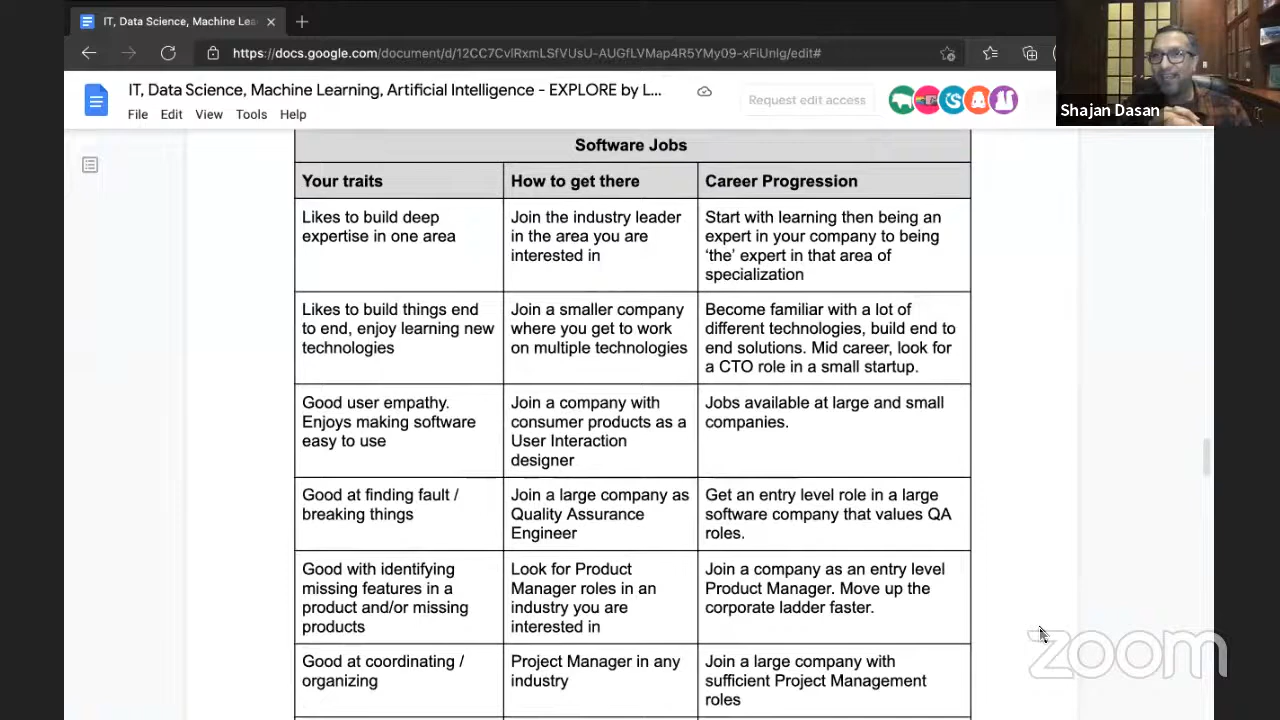 IT, Data Science, Machine Lea
https://docs.google.com/document/d/12CC7CvlRxmLSfVUsU-AUGfLVMap4R5YMy09-xFiUnIg/edit#
IT, Data Science, Machine Learning, Artificial Intelligence - EXPLORE by L...
File Edit View Tools Help
Request edit access
Shajan Dasan
Software Jobs
Your traits
How to get there
Career Progression
Likes to build deep
expertise in one area
Join the industry leader
in the area you are
interested in
Start with learning then being an
expert in your company to being
‘the’ expert in that area of
specialization
Likes to build things end
to end, enjoy learning new
technologies
Join a smaller company
where you get to work
on multiple technologies
Become familiar with a lot of
different technologies, build end to
end solutions. Mid career, look for
a CTO role in a small startup.
Good user empathy.
Enjoys making software
easy to use
Join a company with
consumer products as a
User Interaction
designer
Jobs available at large and small
companies.
Good at finding fault /
breaking things
Join a large company as
Quality Assurance
Engineer
Get an entry level role in a large
software company that values QA
roles.
Good with identifying
missing features in a
product and/or missing
products
Look for Product
Manager roles in an
industry you are
interested in
Join a company as an entry level
Product Manager. Move up the
corporate ladder faster.
Good at coordinating /
organizing
Project Manager in any
industry
Join a large company with
sufficient Project Management
roles
zoom